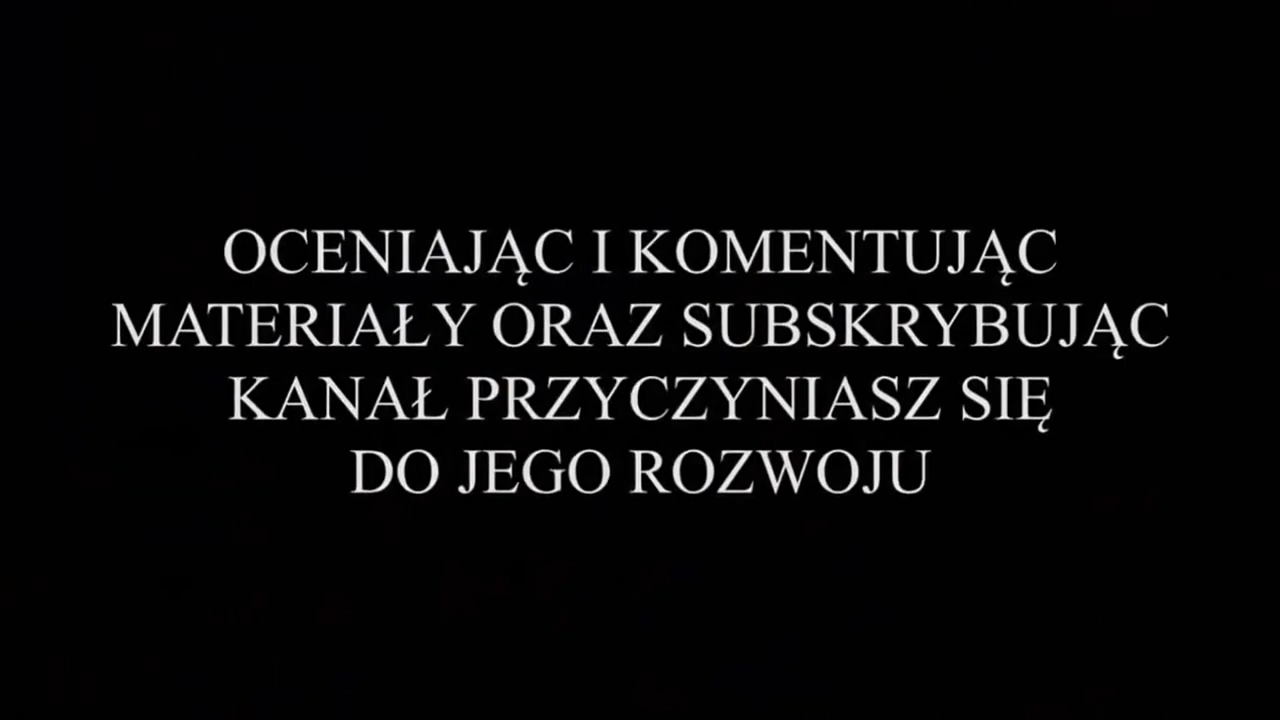 OCENIAJĄC I KOMENTUJĄC
MATERIAŁY ORAZ SUBSKRYBUJĄC
KANAŁ PRZYCZYNIASZ SIĘ
DO JEGO ROZWOJU